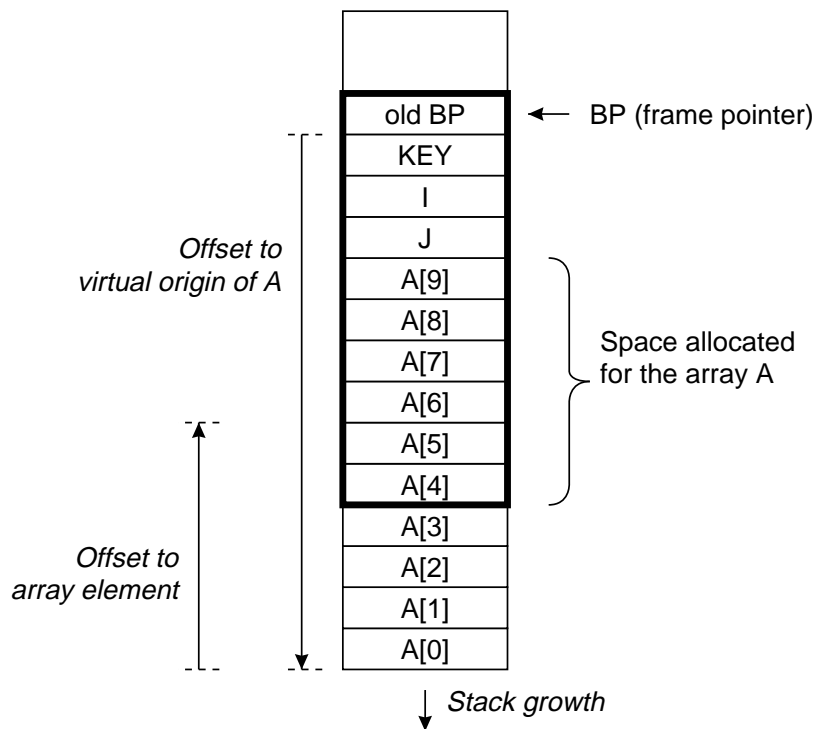 old BP
BP (frame pointer)
KEY
I
J
Offset to
virtual origin of A
A[9]
A[8]
A[7]
A[6]
A[5]
A[4]
Space allocated
for the array A
A[3]
A[2]
A[1]
A[0]
Offset to
array element
Stack growth